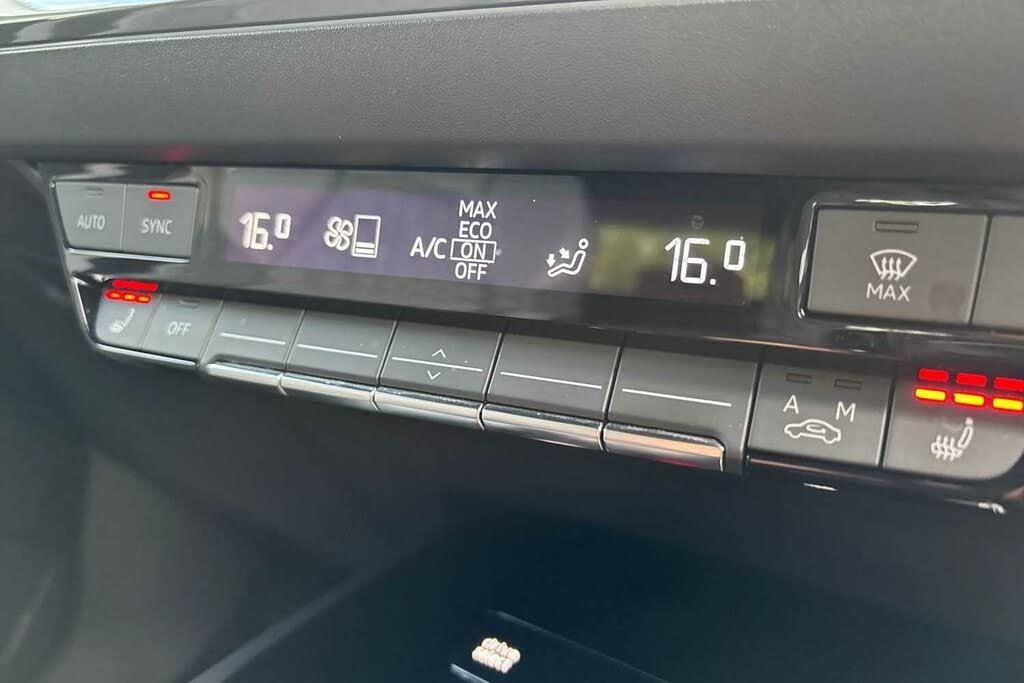 AUTO
SYNC
16.0
A/C
MAX
ECO
ON
OFF
16.0
MAX
OFF
A M